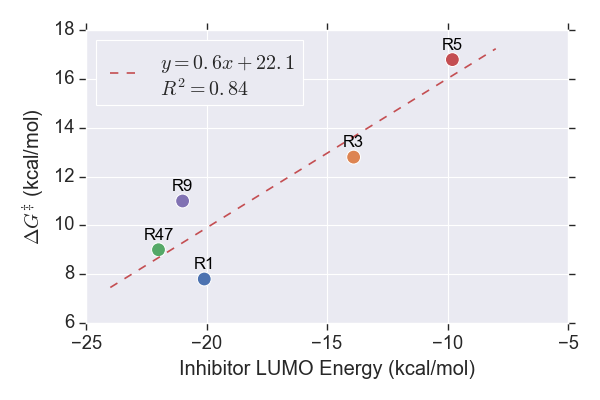 18
16
14
12
10
8
6
ΔG‡ (kcal/mol)
y = 0.6x + 22.1
R² = 0.84
R5
R3
R9
R47
R1
−25
−20
−15
−10
−5
Inhibitor LUMO Energy (kcal/mol)